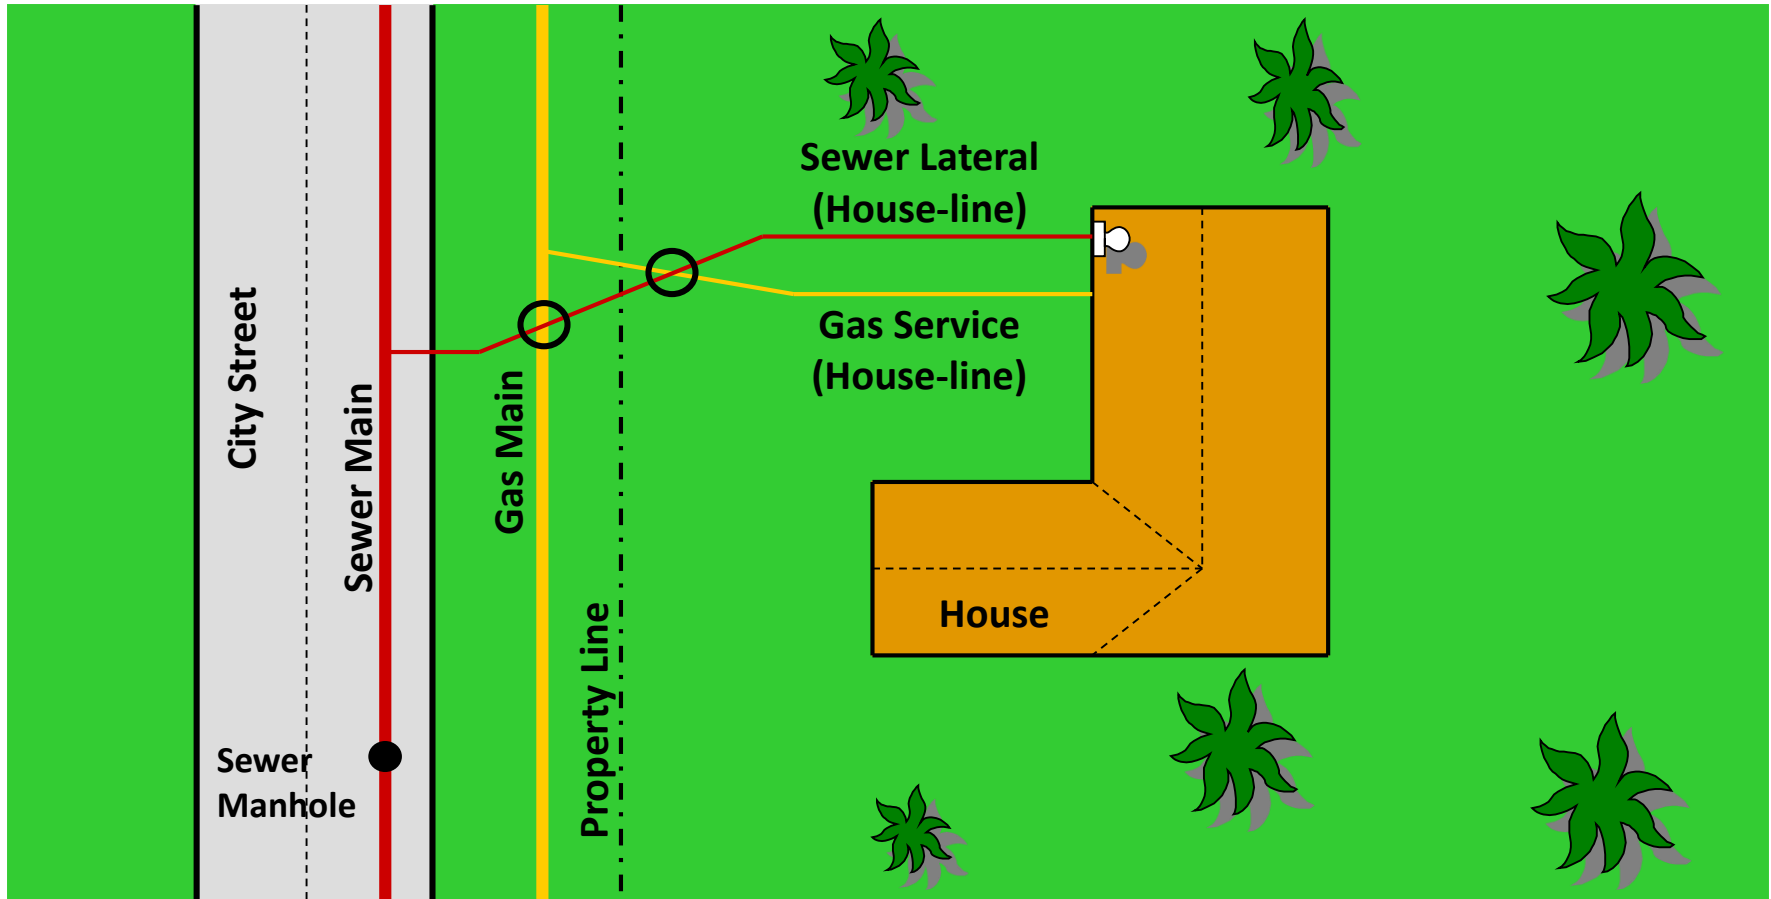 Sewer Lateral
(House-line)
Gas Service
(House-line)
City Street
Sewer Main
Gas Main
Property Line
House
Sewer
Manhole